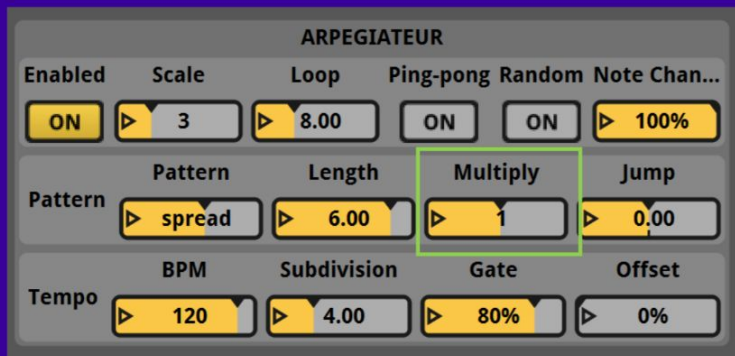 ARPEGIATEUR
Enabled Scale Loop Ping-pong Random Note Chan...
ON 3 8.00 ON ON 100%
Pattern Length Multiply Jump
Pattern spread 6.00 1 0.00
BPM Subdivision Gate Offset
Tempo 120 4.00 80% 0%